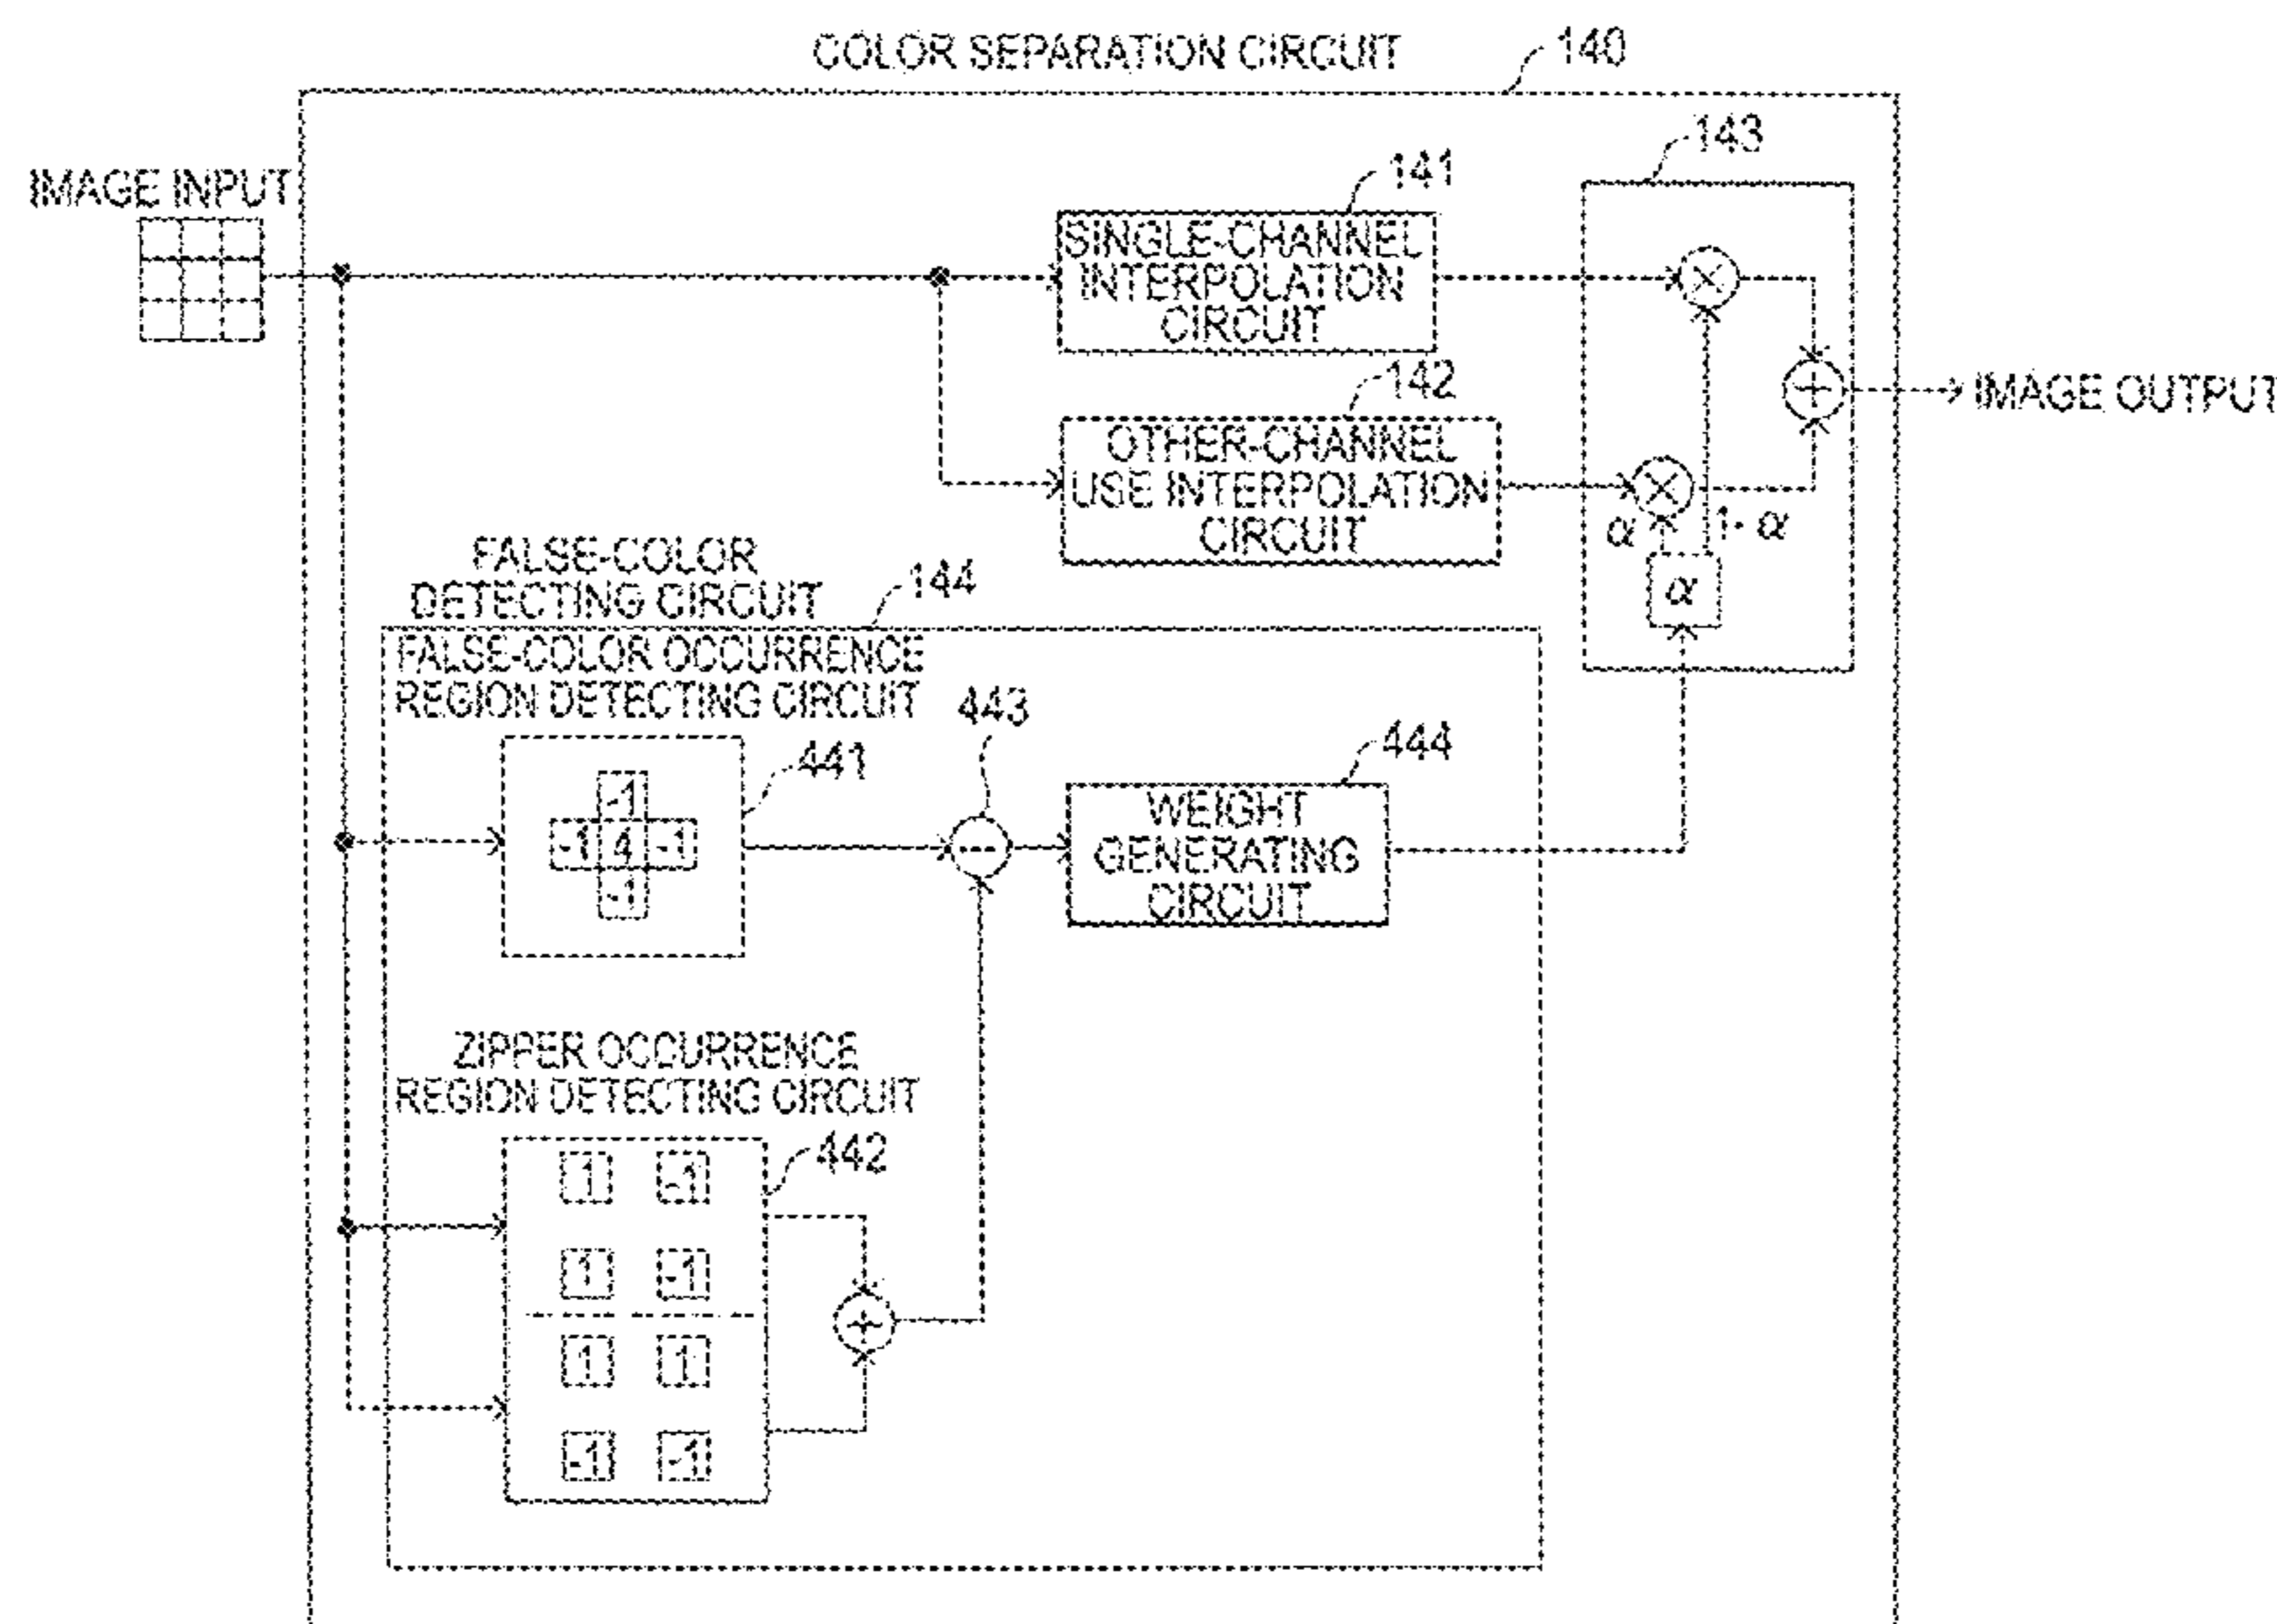 COLOR SEPARATION CIRCUIT
140
IMAGE INPUT
143
141
SINGLE-CHANNEL
INTERPOLATION
CIRCUIT
142
OTHER-CHANNEL
USE INTERPOLATION
CIRCUIT
IMAGE OUTPUT
α
1-α
α
FALSE-COLOR
DETECTING CIRCUIT
144
FALSE-COLOR OCCURRENCE
REGION DETECTING CIRCUIT
443
444
441
-1
-1 4 -1
-1
WEIGHT
GENERATING
CIRCUIT
ZIPPER OCCURRENCE
REGION DETECTING CIRCUIT
442
1 -1
1 -1
1 1
-1 -1